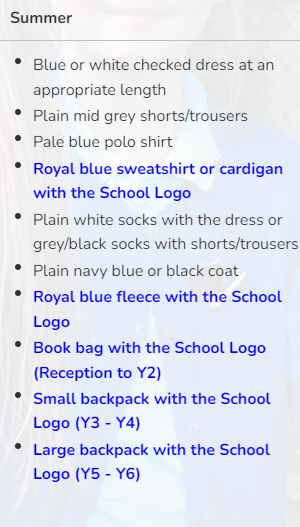 Summer
Blue or white checked dress at an
appropriate length
Plain mid grey shorts/trousers
Pale blue polo shirt
Royal blue sweatshirt or cardigan
with the School Logo
Plain white socks with the dress or
grey/black socks with shorts/trousers
Plain navy blue or black coat
Royal blue fleece with the School
Logo
Book bag with the School Logo
(Reception to Y2)
Small backpack with the School
Logo (Y3 - Y4)
Large backpack with the School
Logo (Y5 - Y6)